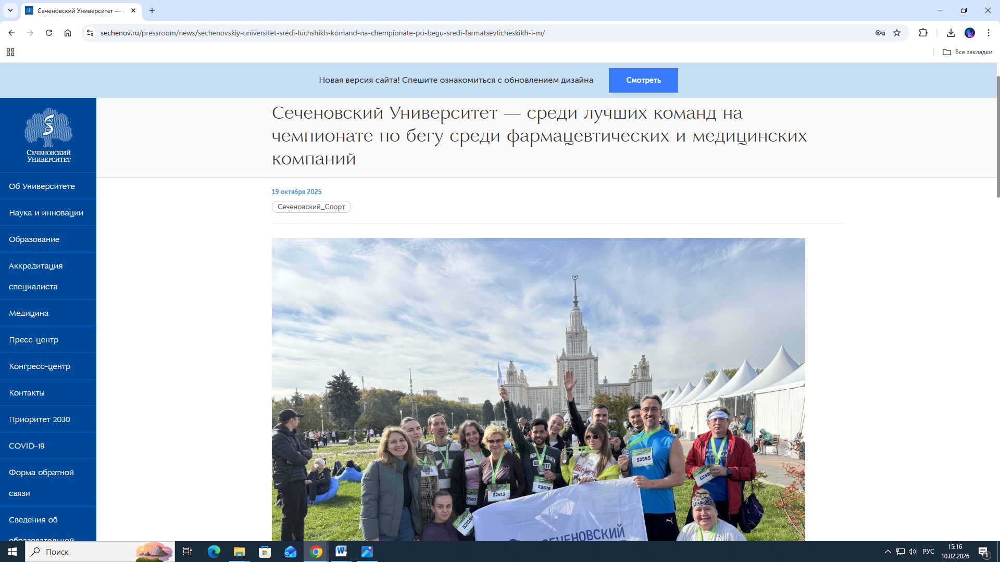 Сеченовский Университет —
sechenov.ru/pressroom/news/sechenovskiy-universitet-sredi-luchshikh-komand-na-chempionate-po-begu-sredi-farmatsevticheskikh-i-m/
Все закладки
Новая версия сайта! Спешите ознакомиться с обновлением дизайна
Смотреть
Сеченовский
Университет
Об Университете
Наука и инновации
Образование
Аккредитация
специалиста
Медицина
Пресс-центр
Конгресс-центр
Контакты
Приоритет 2030
COVID-19
Форма обратной
связи
Сведения об
образовательной
Сеченовский Университет — среди лучших команд на
чемпионате по бегу среди фармацевтических и медицинских
компаний
19 октября 2025
Сеченовский_Спорт
52595
52618
52613
52587
52126
STATE
СЕЧЕНОВСКИЙ
Поиск
РУС
15:16
10.02.2026
1